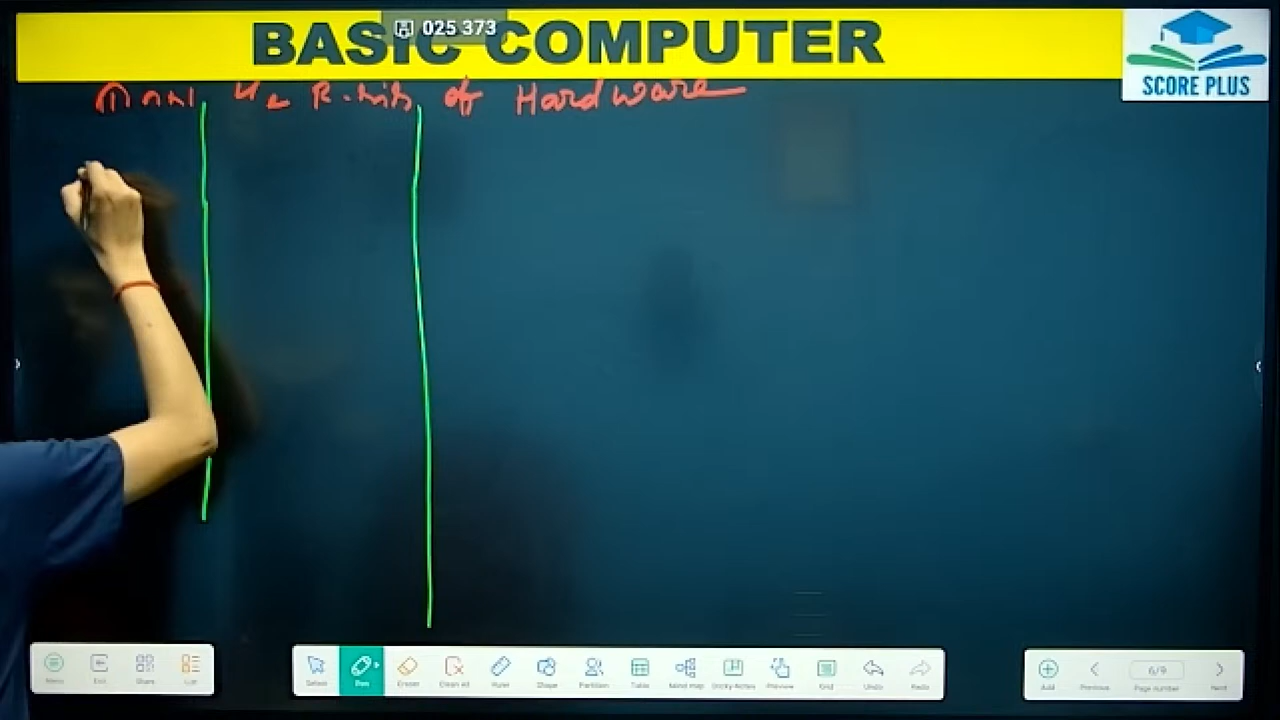 025 373
BASIC COMPUTER
SCORE PLUS
of Hardware
Menu
Exit
Share
List
Select
Pen
Eraser
Clean All
Ruler
Shape
Partition
Table
Mind map
Sticky Notes
Preview
Grid
Undo
Redo
Add
Previous
6/9
Page number
Next